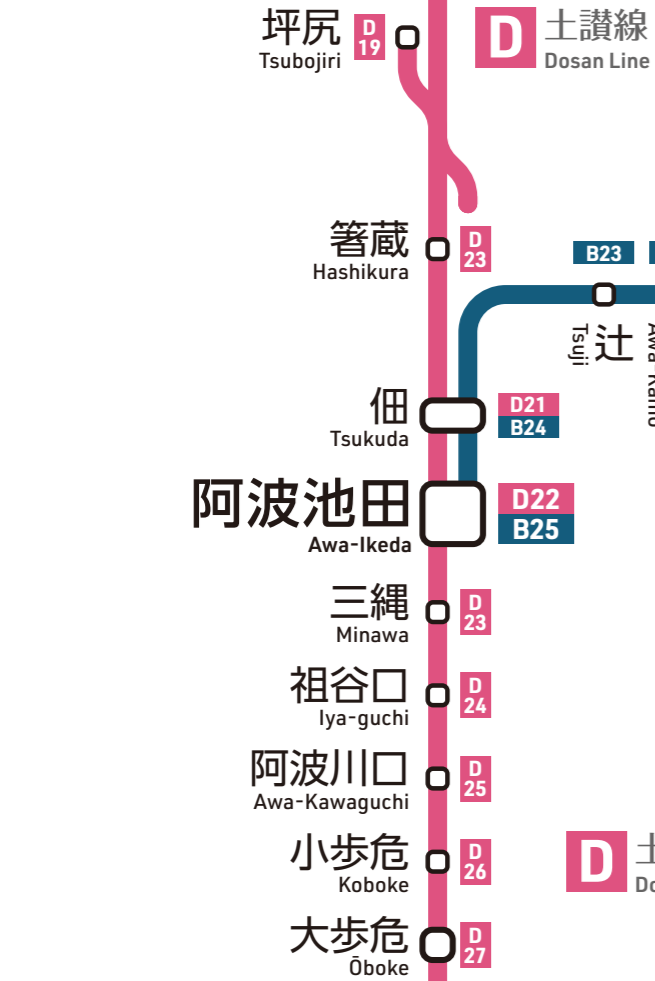 坪尻
Tsubojiri
D
19
D
土讃線
Dosan Line
箸蔵
Hashikura
D
23
B23
辻
Tsuji
佃
Tsukuda
D21
B24
阿波池田
Awa-Ikeda
D22
B25
三縄
Minawa
D
23
祖谷口
Iya-guchi
D
24
阿波川口
Awa-Kawaguchi
D
25
小歩危
Koboke
D
26
D
大歩危
Ōboke
D
27